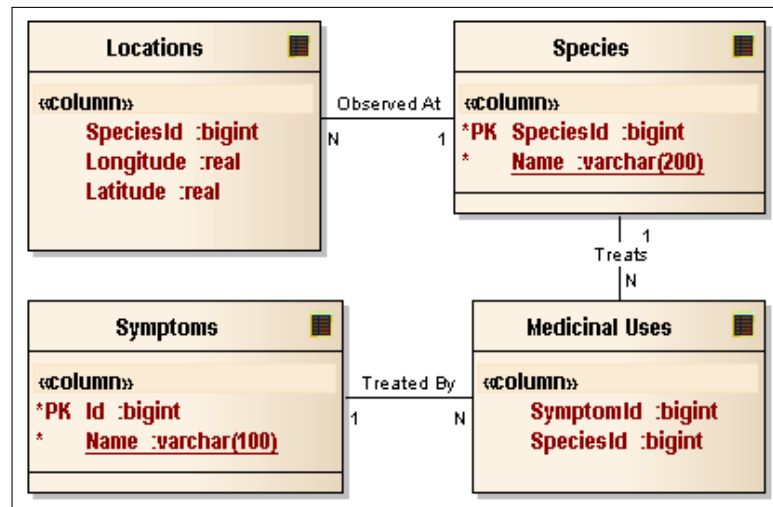 Locations
«column»
SpeciesId :bigint
Longitude :real
Latitude :real
Observed At
N
1
Species
«column»
*PK SpeciesId :bigint
* Name :varchar(200)
1
Treats
N
Symptoms
«column»
*PK Id :bigint
* Name :varchar(100)
Treated By
1
N
Medicinal Uses
«column»
SymptomId :bigint
SpeciesId :bigint